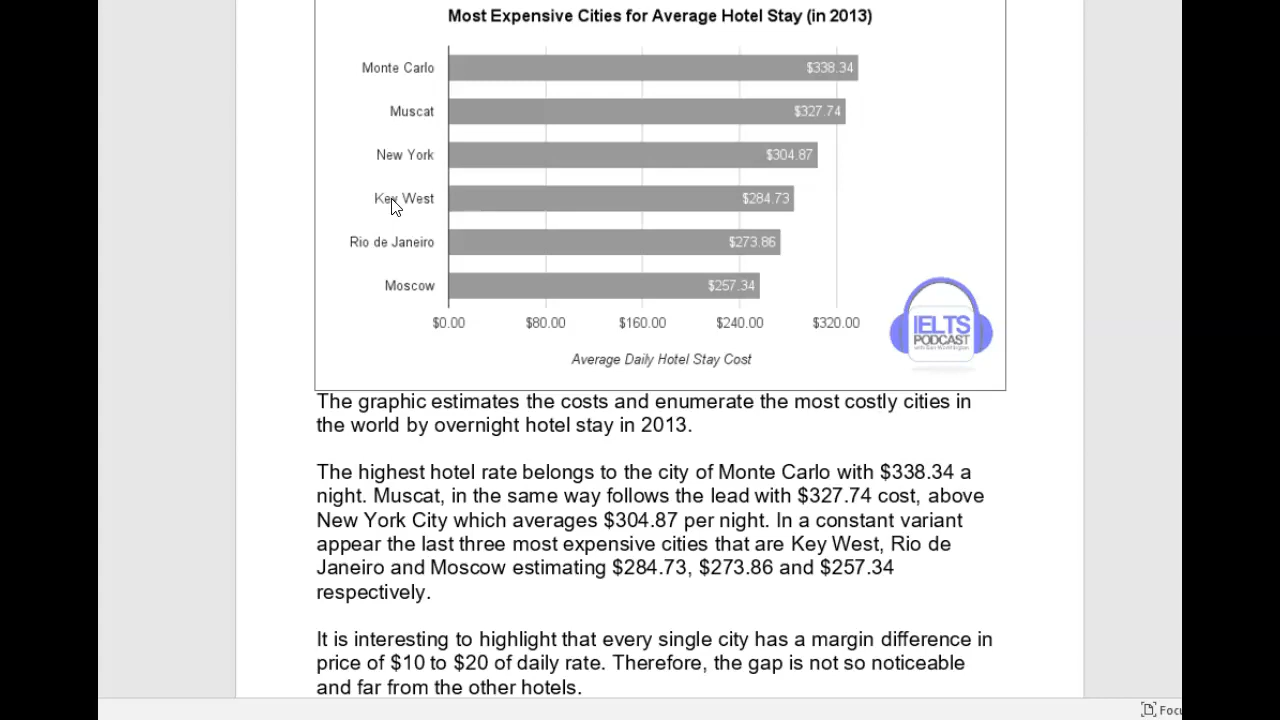 Most Expensive Cities for Average Hotel Stay (in 2013)
Monte Carlo $338.34
Muscat $327.74
New York $304.87
Key West $284.73
Rio de Janeiro $273.86
Moscow $257.34
$0.00 $80.00 $160.00 $240.00 $320.00
Average Daily Hotel Stay Cost
IELTS
PODCAST
The graphic estimates the costs and enumerate the most costly cities in
the world by overnight hotel stay in 2013.
The highest hotel rate belongs to the city of Monte Carlo with $338.34 a
night. Muscat, in the same way follows the lead with $327.74 cost, above
New York City which averages $304.87 per night. In a constant variant
appear the last three most expensive cities that are Key West, Rio de
Janeiro and Moscow estimating $284.73, $273.86 and $257.34
respectively.
It is interesting to highlight that every single city has a margin difference in
price of $10 to $20 of daily rate. Therefore, the gap is not so noticeable
and far from the other hotels.